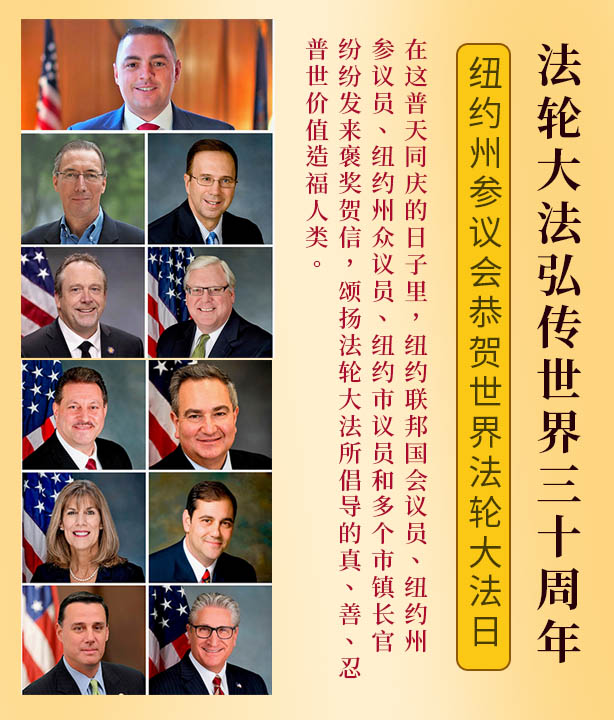 法轮大法弘传世界三十周年
纽约州参议会恭贺世界法轮大法日
在这普天同庆的日子里，纽约联邦国会议员、纽约州
参议员、纽约州众议员、纽约市议员和多个市镇长官
纷纷发来褒奖贺信，颂扬法轮大法所倡导的真、善、忍
普世价值造福人类。